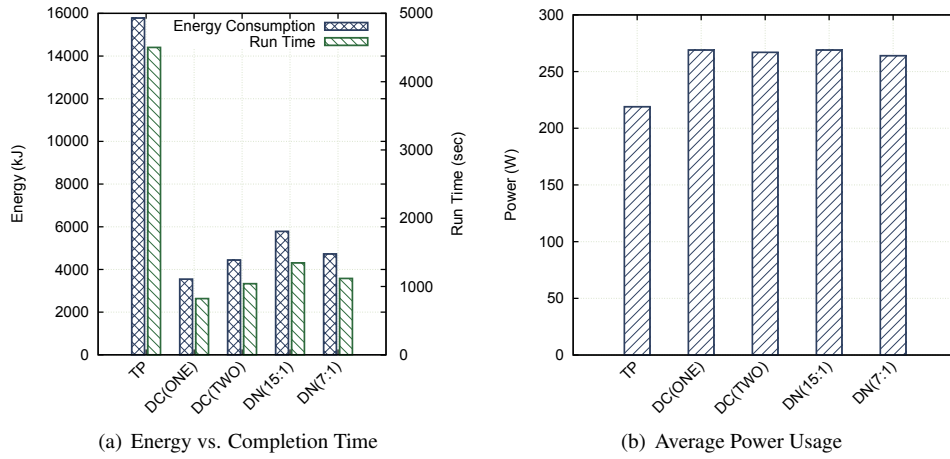 Energy Consumption
Run Time
Energy (kJ)
16000
14000
12000
10000
8000
6000
4000
2000
0
Run Time (sec)
5000
4000
3000
2000
1000
0
TP
DC(ONE)
DC(TWO)
DN(15:1)
DN(7:1)
(a) Energy vs. Completion Time
Power (W)
300
250
200
150
100
50
0
TP
DC(ONE)
DC(TWO)
DN(15:1)
DN(7:1)
(b) Average Power Usage